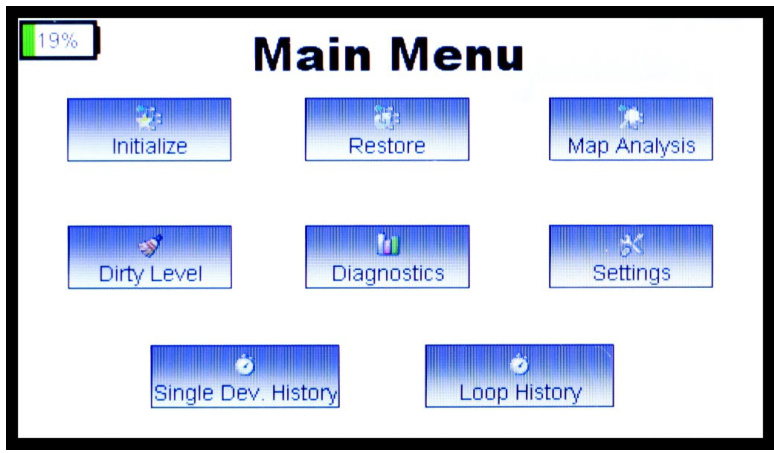 19%
Main Menu
Initialize
Restore
Map Analysis
Dirty Level
Diagnostics
Settings
Single Dev. History
Loop History